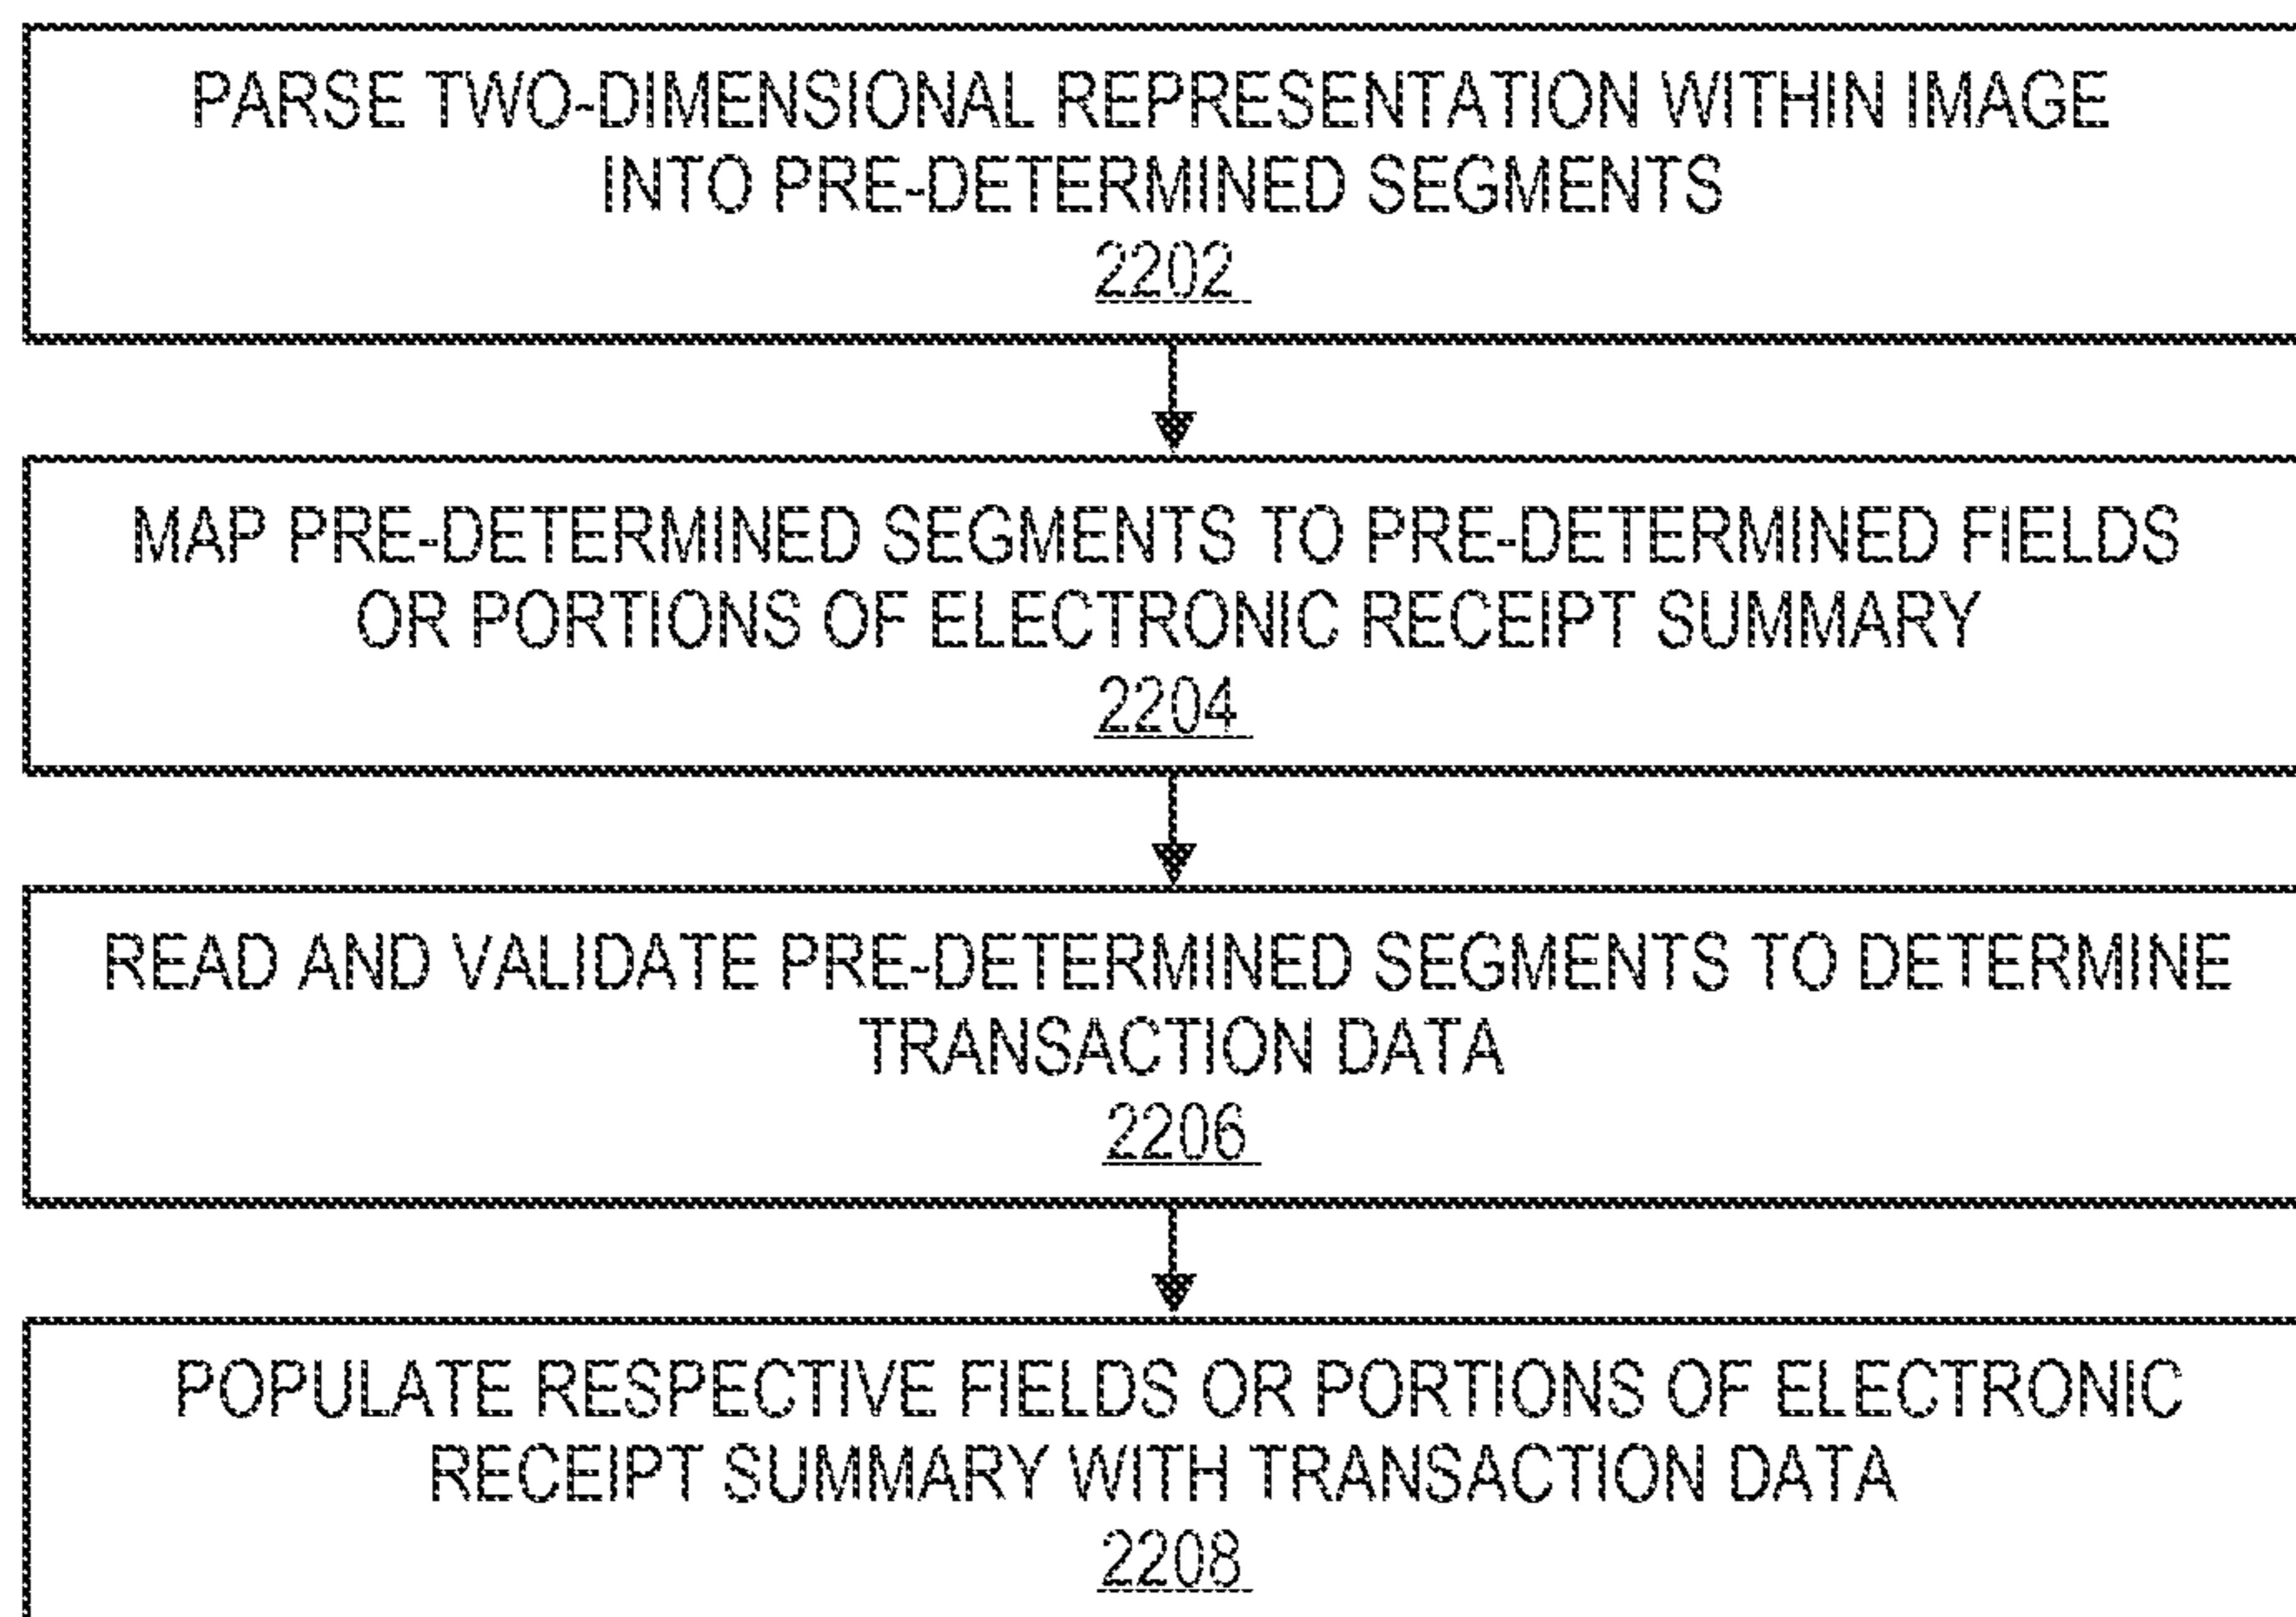 PARSE TWO-DIMENSIONAL REPRESENTATION WITHIN IMAGE
INTO PRE-DETERMINED SEGMENTS
2202
MAP PRE-DETERMINED SEGMENTS TO PRE-DETERMINED FIELDS
OR PORTIONS OF ELECTRONIC RECEIPT SUMMARY
2204
READ AND VALIDATE PRE-DETERMINED SEGMENTS TO DETERMINE
TRANSACTION DATA
2206
POPULATE RESPECTIVE FIELDS OR PORTIONS OF ELECTRONIC
RECEIPT SUMMARY WITH TRANSACTION DATA
2208